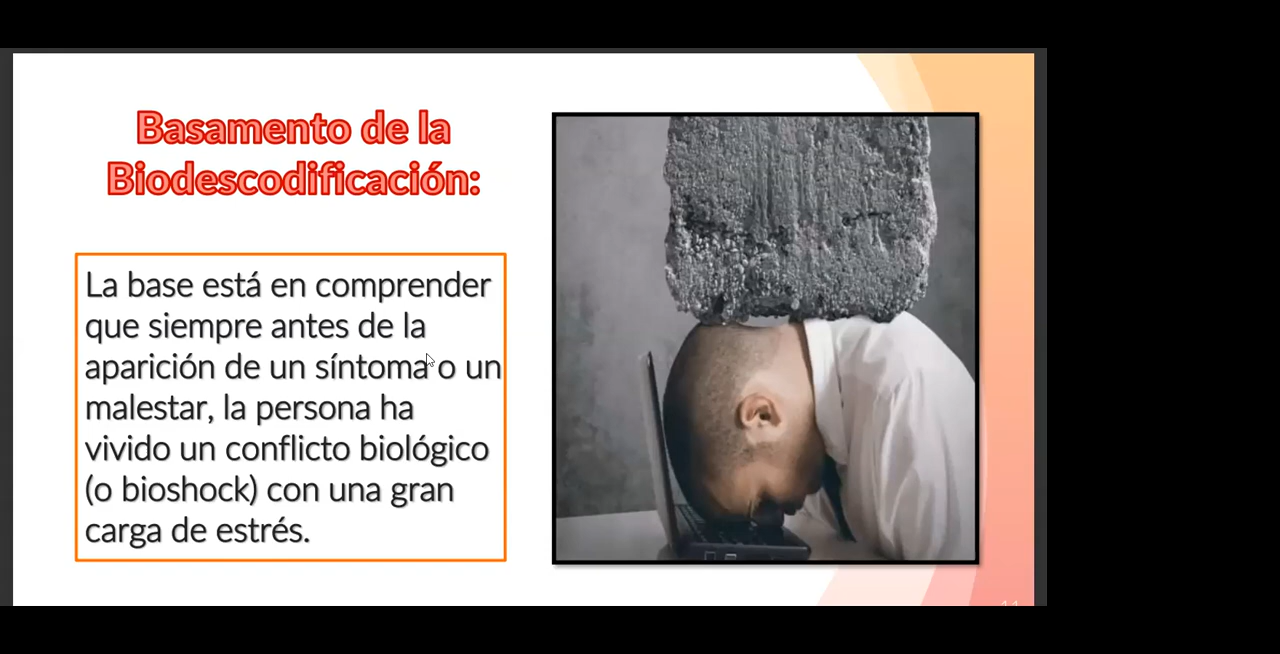 Basamento de la
Biodescodificación:
La base está en comprender
que siempre antes de la
aparición de un síntoma o un
malestar, la persona ha
vivido un conflicto biológico
(o bioshock) con una gran
carga de estrés.